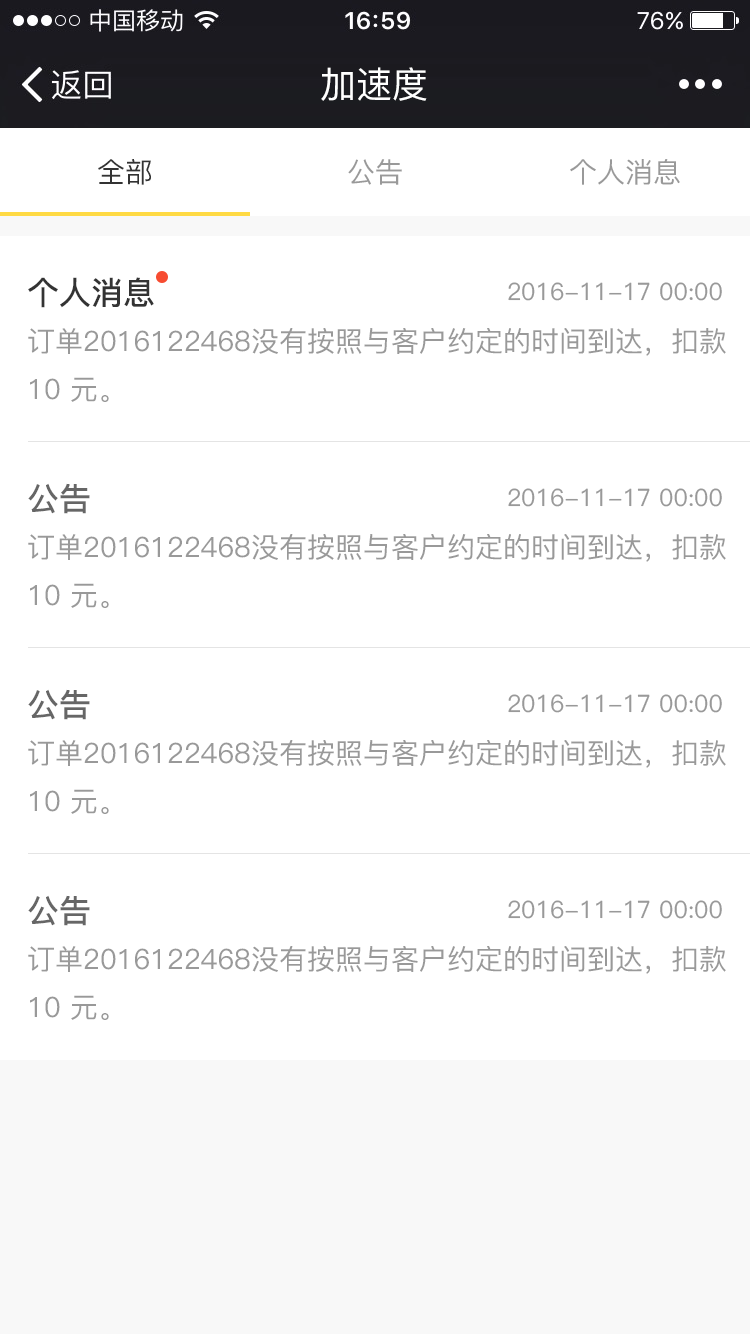 中国移动 16:59 76%
返回 加速度
全部 公告 个人消息
个人消息 2016-11-17 00:00
订单2016122468没有按照与客户约定的时间到达，扣款
10 元。
公告 2016-11-17 00:00
订单2016122468没有按照与客户约定的时间到达，扣款
10 元。
公告 2016-11-17 00:00
订单2016122468没有按照与客户约定的时间到达，扣款
10 元。
公告 2016-11-17 00:00
订单2016122468没有按照与客户约定的时间到达，扣款
10 元。